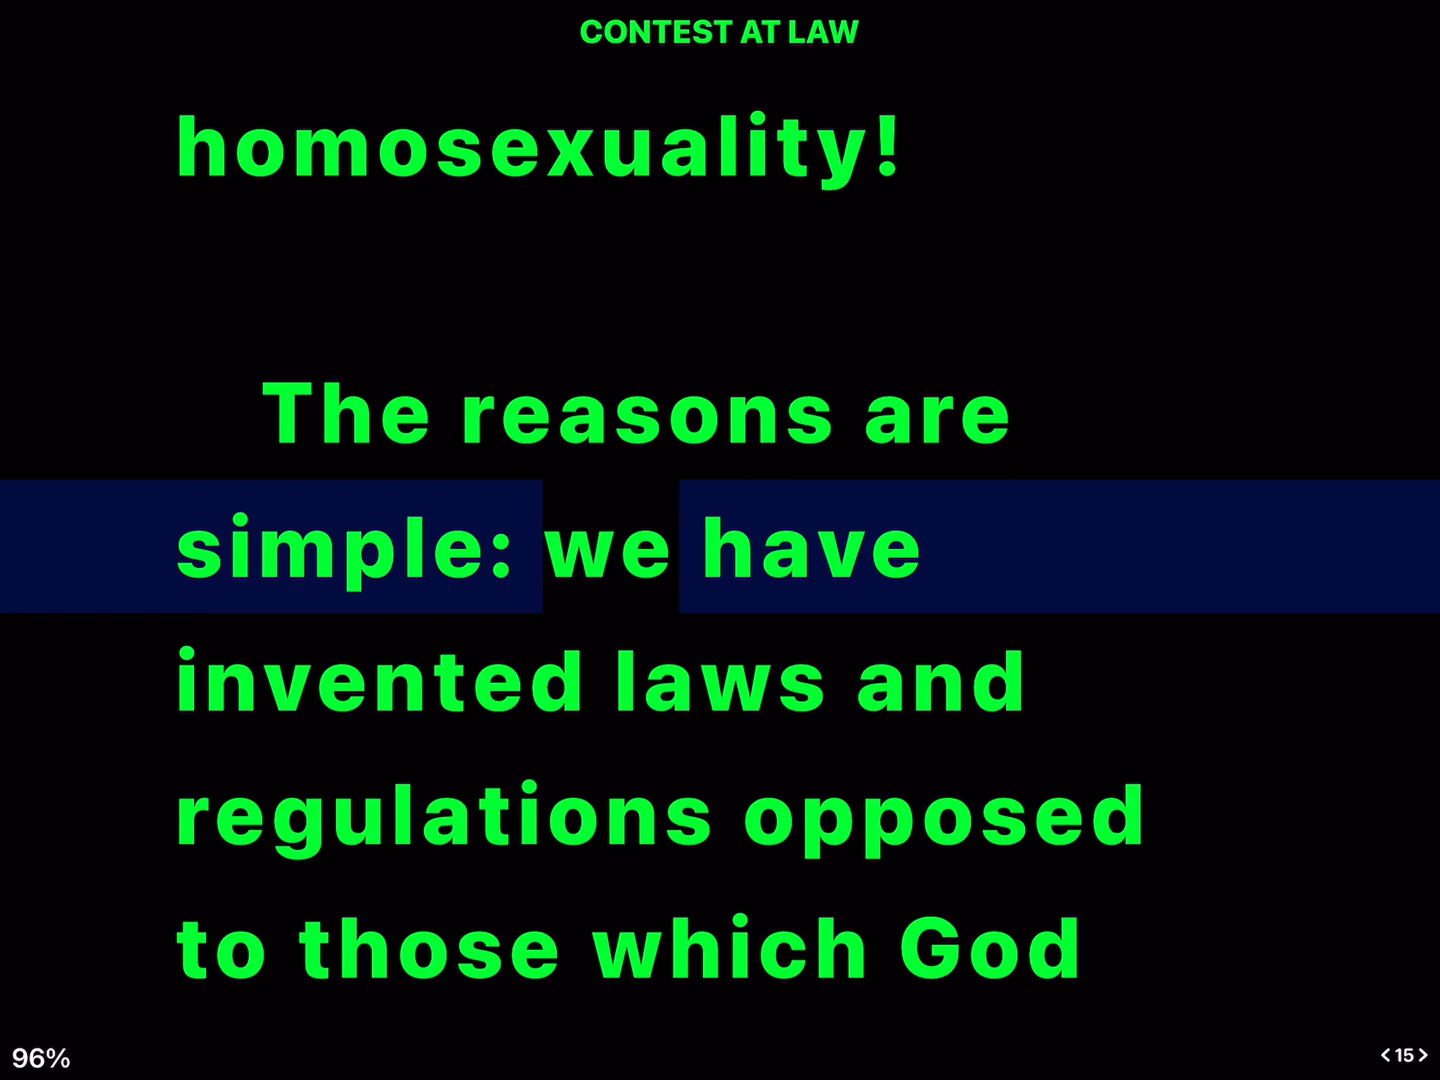 CONTEST AT LAW
homosexuality!
The reasons are
simple: we have
invented laws and
regulations opposed
to those which God
96%
<15>